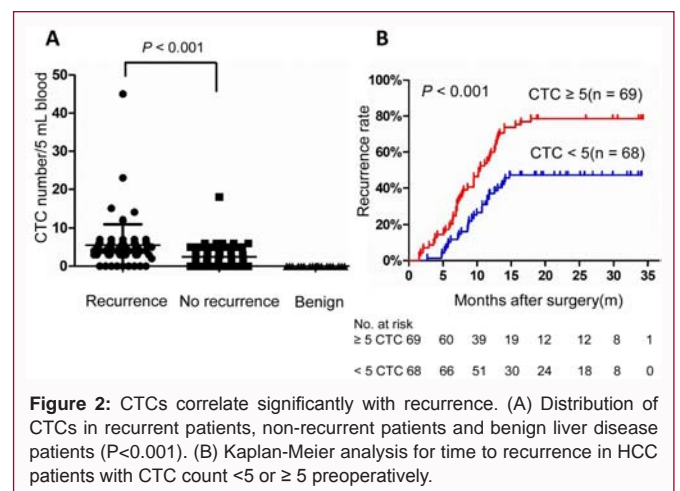 A
P < 0.001
CTC number/5 mL blood
50
40
30
20
10
0
Recurrence No recurrence Benign
B
P < 0.001
CTC ≥ 5(n = 69)
CTC < 5(n = 68)
Recurrence rate
100%
80%
60%
40%
20%
0%
0 5 10 15 20 25 30 35
Months after surgery(m)
No. at risk
≥ 5 CTC 69 60 39 19 12 12 8 1
< 5 CTC 68 66 51 30 24 18 8 0
Figure 2: CTCs correlate significantly with recurrence. (A) Distribution of
CTCs in recurrent patients, non-recurrent patients and benign liver disease
patients (P<0.001). (B) Kaplan-Meier analysis for time to recurrence in HCC
patients with CTC count <5 or ≥ 5 preoperatively.